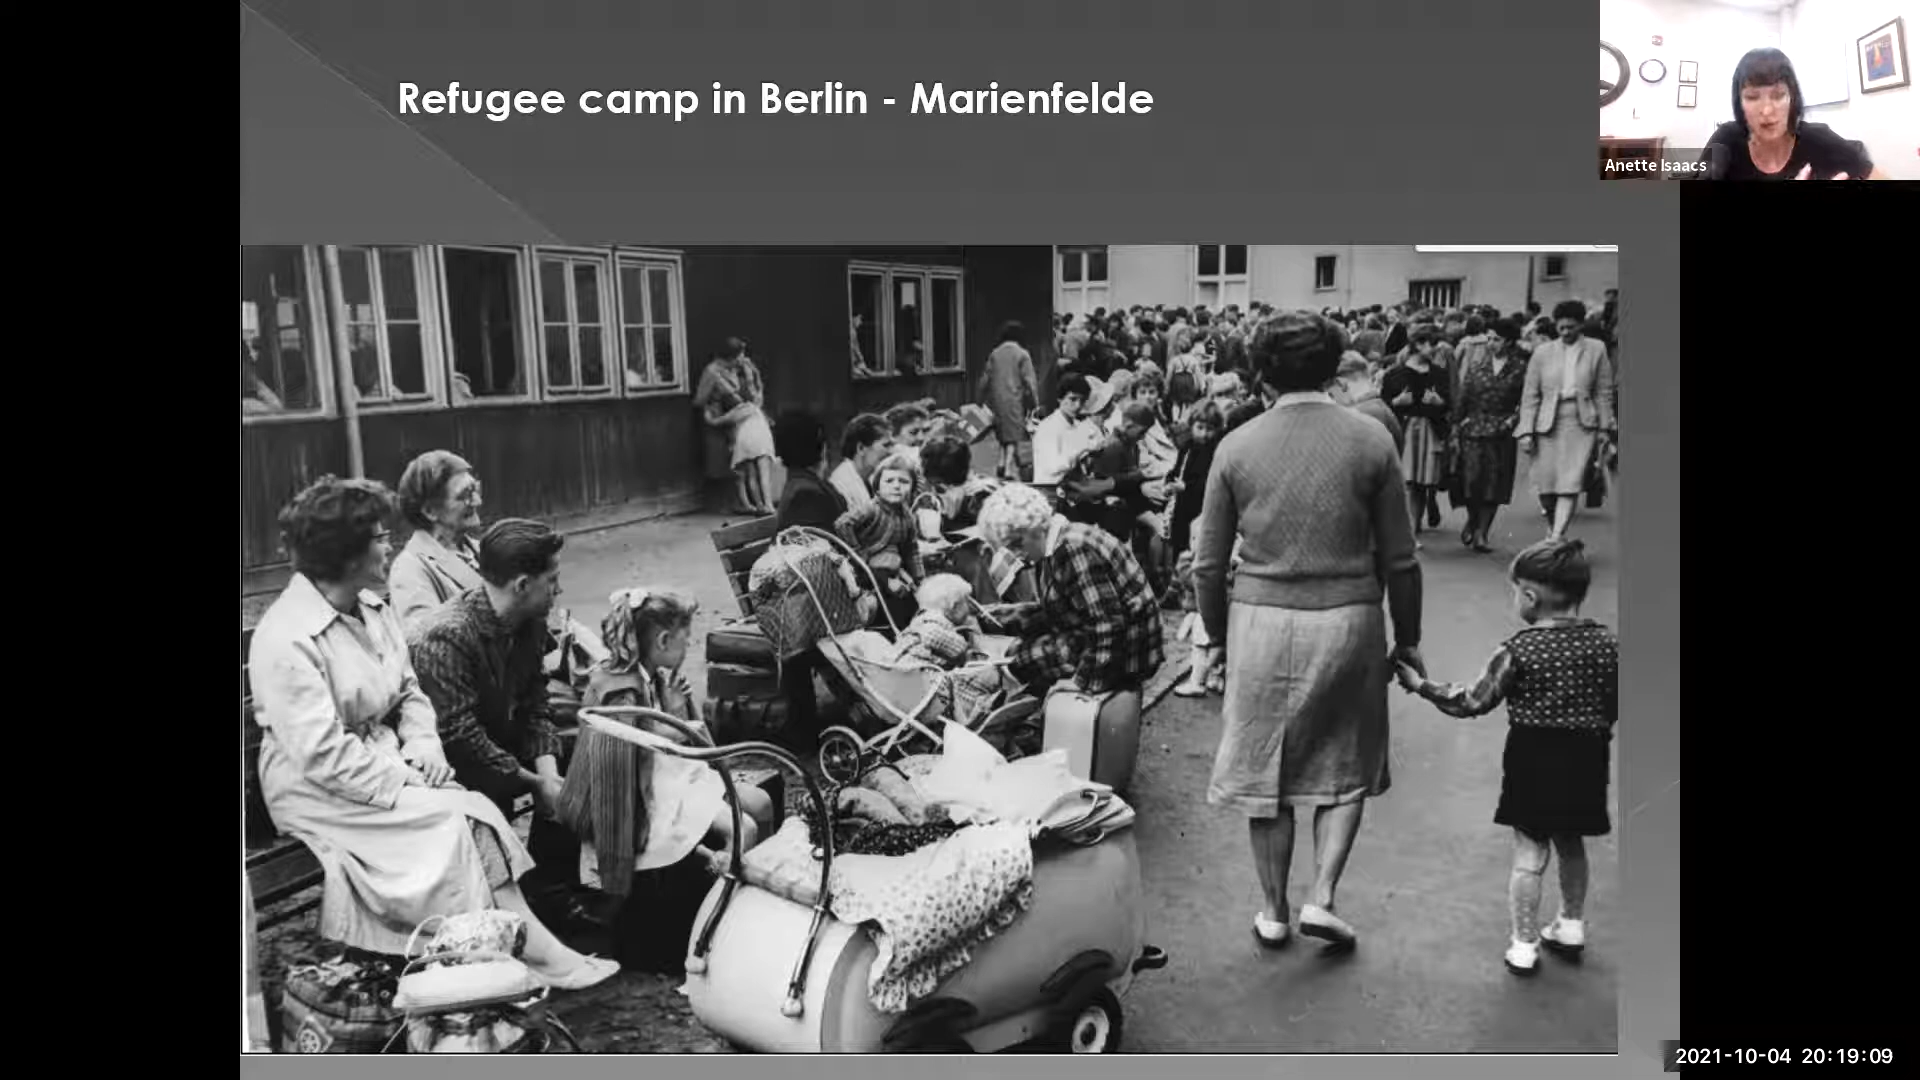 Refugee camp in Berlin - Marienfelde
Anette Isaacs
2021-10-04 20:19:09